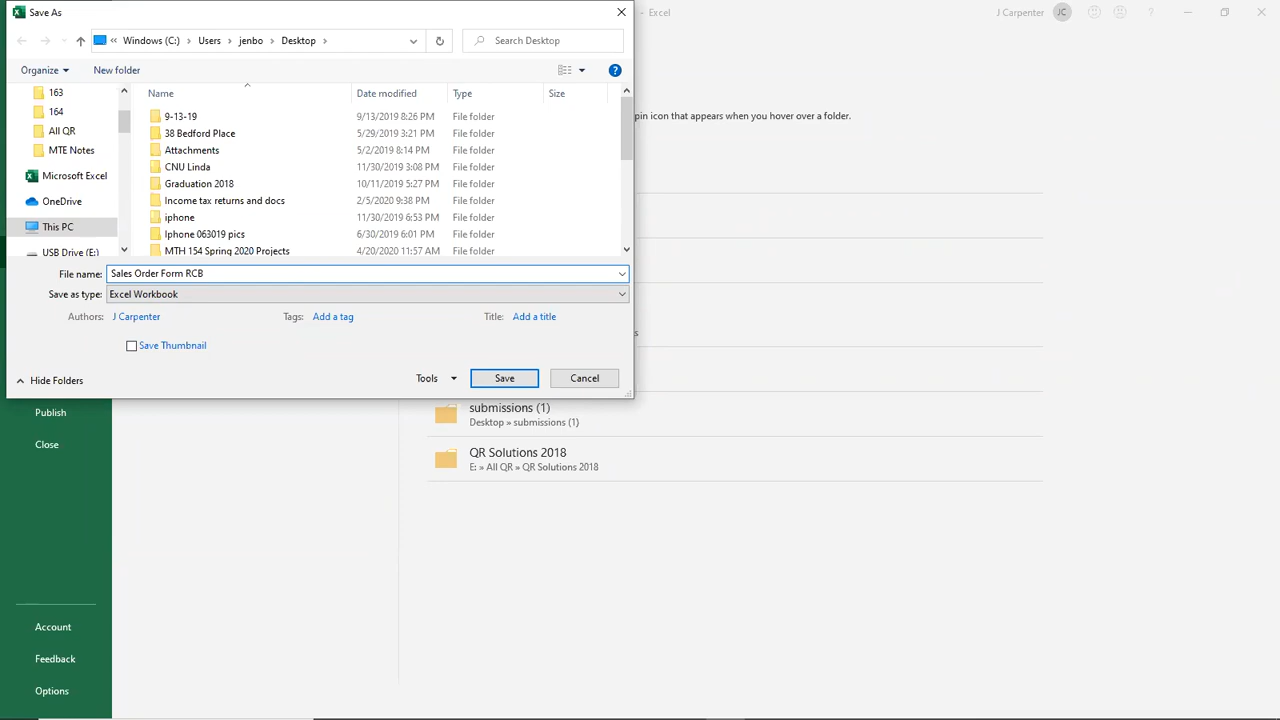 Save As
- Excel
J Carpenter
JC
?
« Windows (C:) > Users > jenbo > Desktop >
Search Desktop
Organize
New folder
?
163
164
All QR
MTE Notes
Microsoft Excel
OneDrive
This PC
USB Drive (E:)
Name Date modified Type Size
9-13-19 9/13/2019 8:26 PM File folder
38 Bedford Place 5/29/2019 3:21 PM File folder
Attachments 5/2/2019 8:14 PM File folder
CNU Linda 11/30/2019 3:08 PM File folder
Graduation 2018 10/11/2019 5:27 PM File folder
Income tax returns and docs 2/5/2020 9:38 PM File folder
iphone 11/30/2019 6:53 PM File folder
Iphone 063019 pics 6/30/2019 6:01 PM File folder
MTH 154 Spring 2020 Projects 4/20/2020 11:57 AM File folder
pin icon that appears when you hover over a folder.
File name: Sales Order Form RCB
Save as type: Excel Workbook
Authors: J Carpenter
Tags: Add a tag
Title: Add a title
Save Thumbnail
Hide Folders
Tools
Save
Cancel
Publish
Close
submissions (1)
Desktop » submissions (1)
QR Solutions 2018
E: » All QR » QR Solutions 2018
Account
Feedback
Options